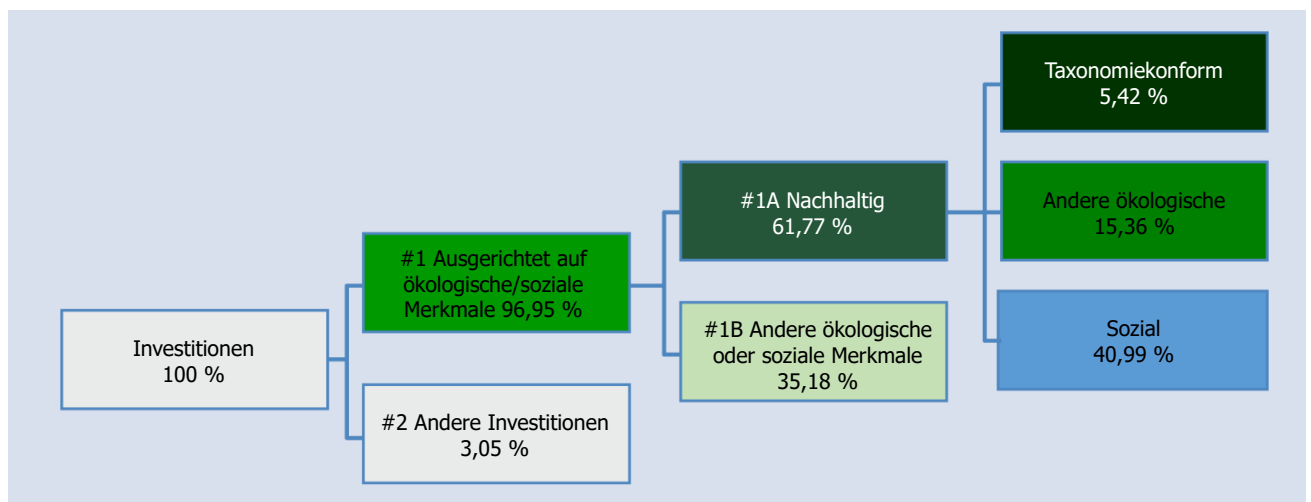 Investitionen
100 %
#1 Ausgerichtet auf
ökologische/soziale
Merkmale 96,95 %
#2 Andere Investitionen
3,05 %
#1A Nachhaltig
61,77 %
#1B Andere ökologische
oder soziale Merkmale
35,18 %
Taxonomiekonform
5,42 %
Andere ökologische
15,36 %
Sozial
40,99 %